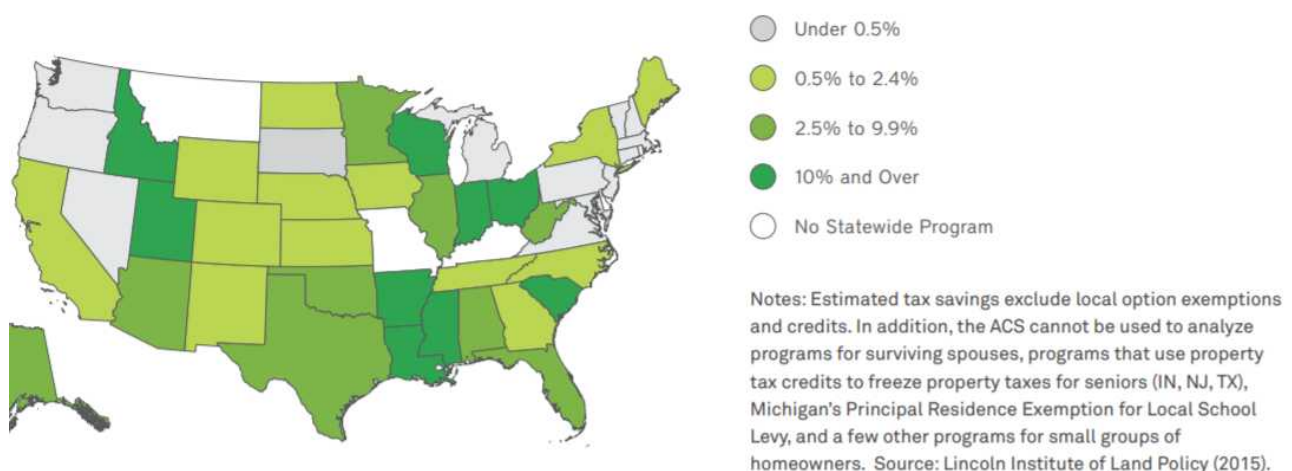 Under 0.5%
0.5% to 2.4%
2.5% to 9.9%
10% and Over
No Statewide Program
Notes: Estimated tax savings exclude local option exemptions
and credits. In addition, the ACS cannot be used to analyze
programs for surviving spouses, programs that use property
tax credits to freeze property taxes for seniors (IN, NJ, TX),
Michigan's Principal Residence Exemption for Local School
Levy, and a few other programs for small groups of
homeowners. Source: Lincoln Institute of Land Policy (2015).